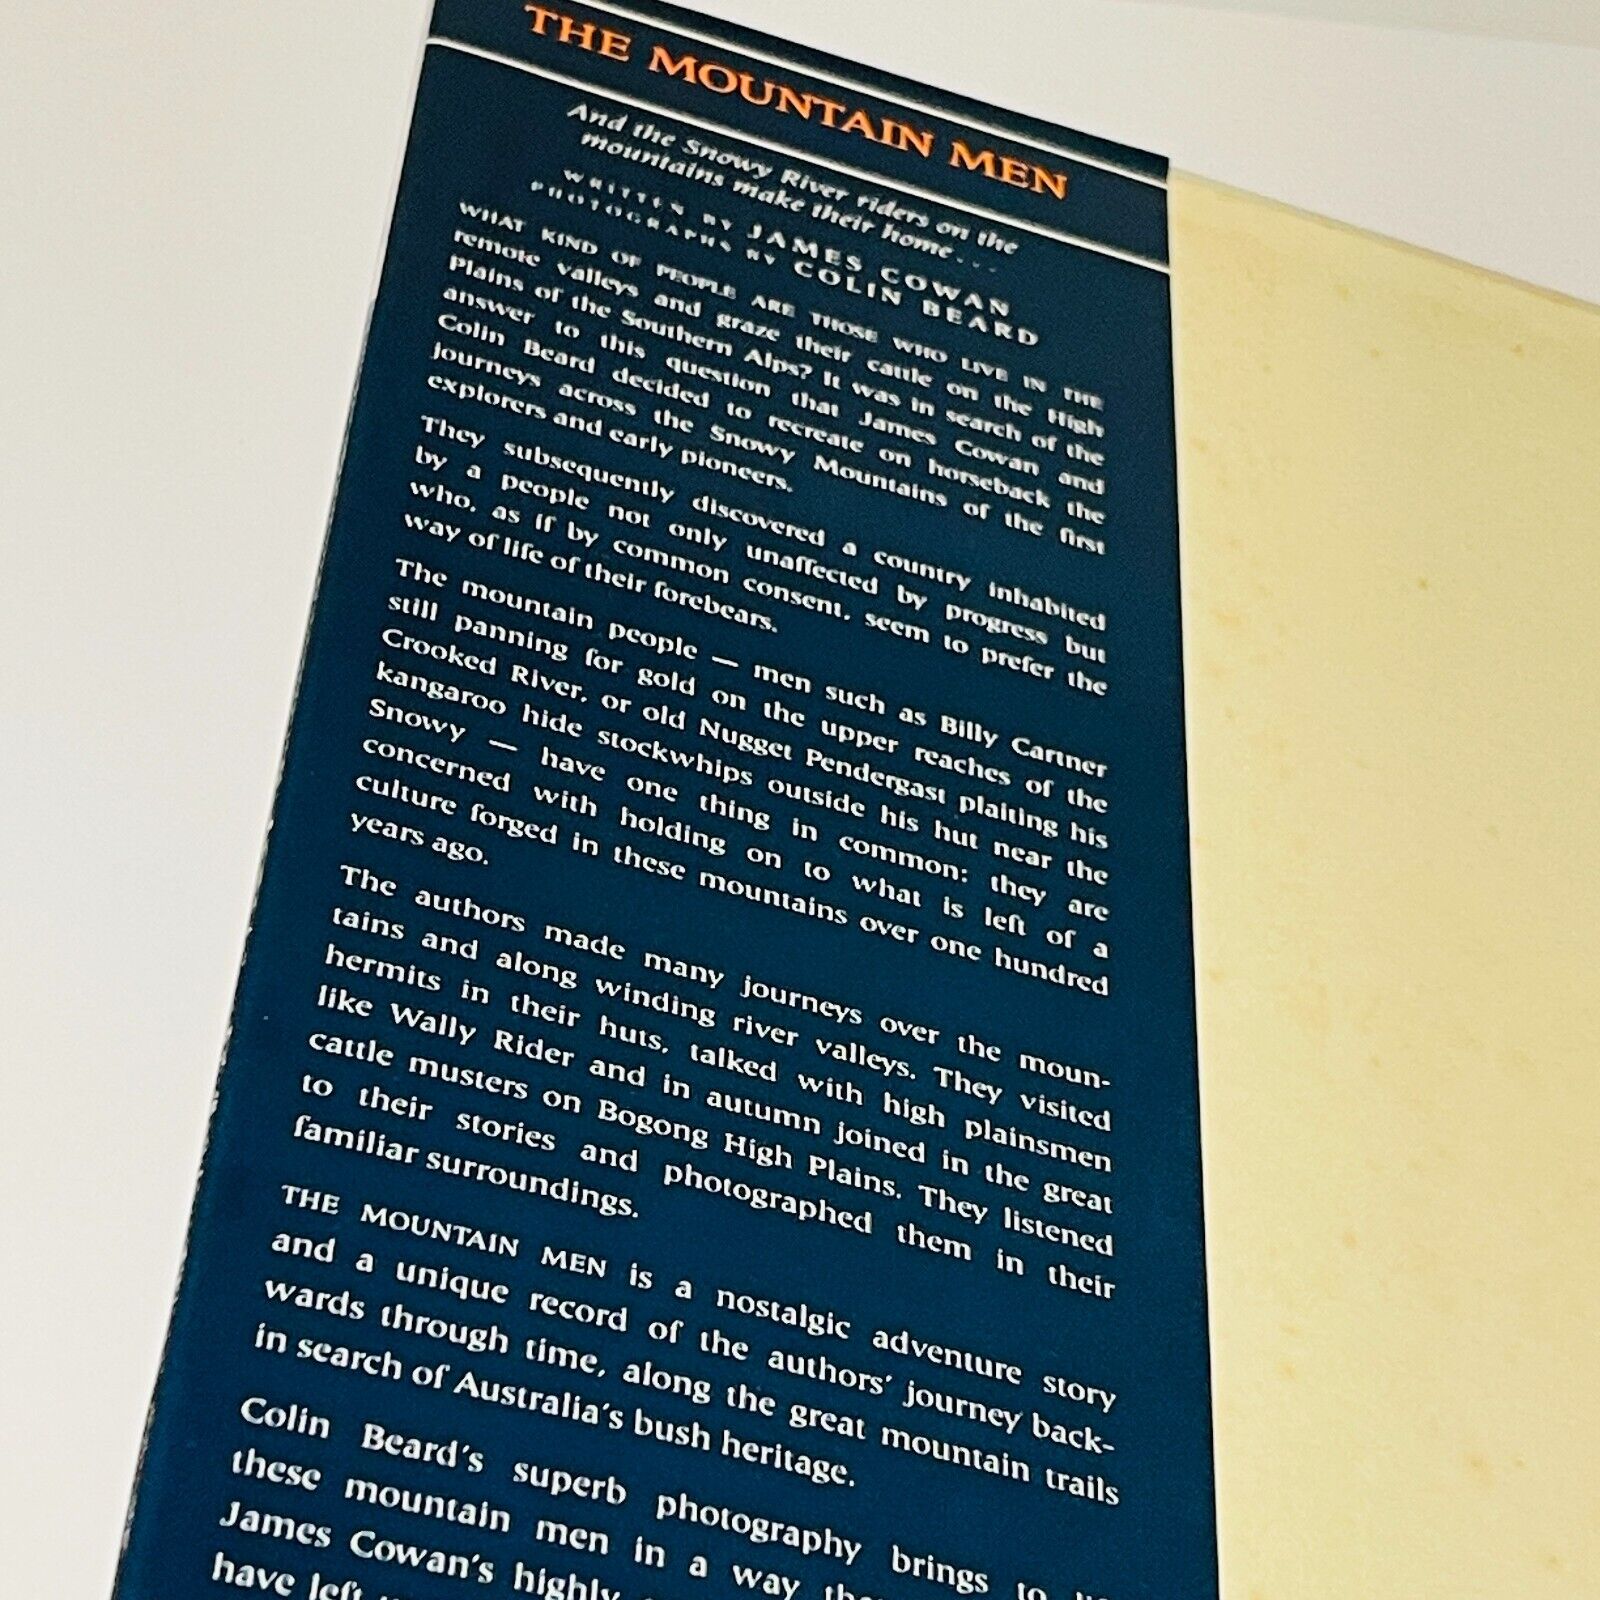 THE MOUNTAIN MEN
And the Snowy River riders on the
mountains make their home...
WRITTEN BY JAMES COWAN
PHOTOGRAPHS BY COLIN BEARD
WHAT KIND OF PEOPLE ARE THOSE WHO LIVE IN THE
remote valleys and graze their cattle on the High
Plains of the Southern Alps? It was in search of the
answer to this question that James Cowan and
Colin Beard decided to recreate on horseback the
journeys across the Snowy Mountains of the first
explorers and early pioneers.
They subsequently discovered a country inhabited
by a people not only unaffected by progress but
who, as if by common consent, seem to prefer the
way of life of their forebears.
The mountain people — men such as Billy Cartner
still panning for gold on the upper reaches of the
Crooked River, or old Nugget Pendergast plaiting his
kangaroo hide stockwhips outside his hut near the
Snowy — have one thing in common: they are
concerned with holding on to what is left of a
culture forged in these mountains over one hundred
years ago.
The authors made many journeys over the moun-
tains and along winding river valleys. They visited
hermits in their huts, talked with high plainsmen
like Wally Rider and in autumn joined in the great
cattle musters on Bogong High Plains. They listened
to their stories and photographed them in their
familiar surroundings.
THE MOUNTAIN MEN is a nostalgic adventure story
and a unique record of the authors' journey back-
wards through time, along the great mountain trails
in search of Australia's bush heritage.
Colin Beard's superb photography brings to
these mountain men in a way
James Cowan's highly
have left